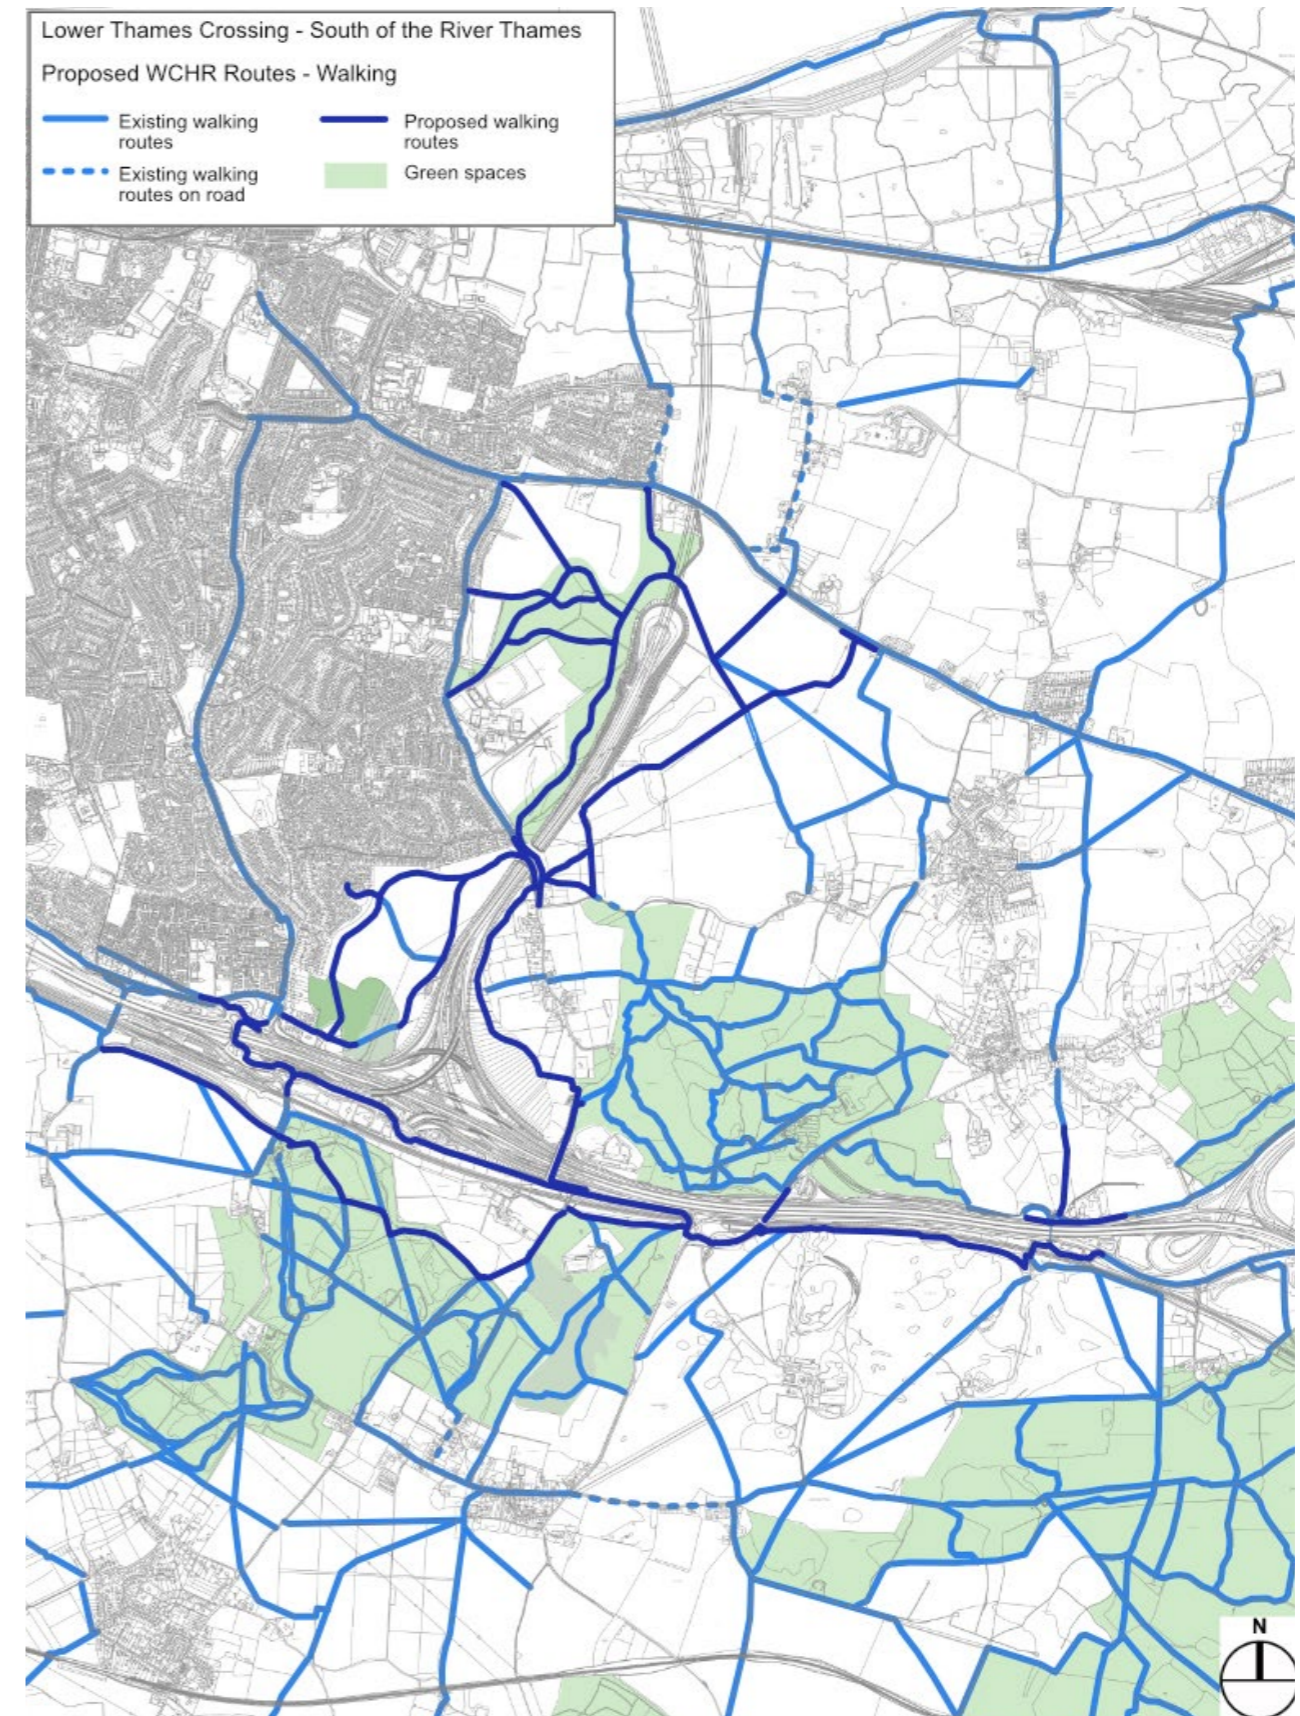 Lower Thames Crossing - South of the River Thames
Proposed WCHR Routes - Walking
Existing walking
routes
Proposed walking
routes
Existing walking
routes on road
Green spaces
N